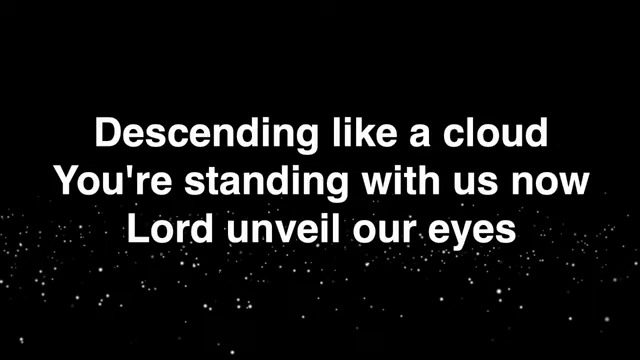 Descending like a cloud
You're standing with us now
Lord unveil our eyes